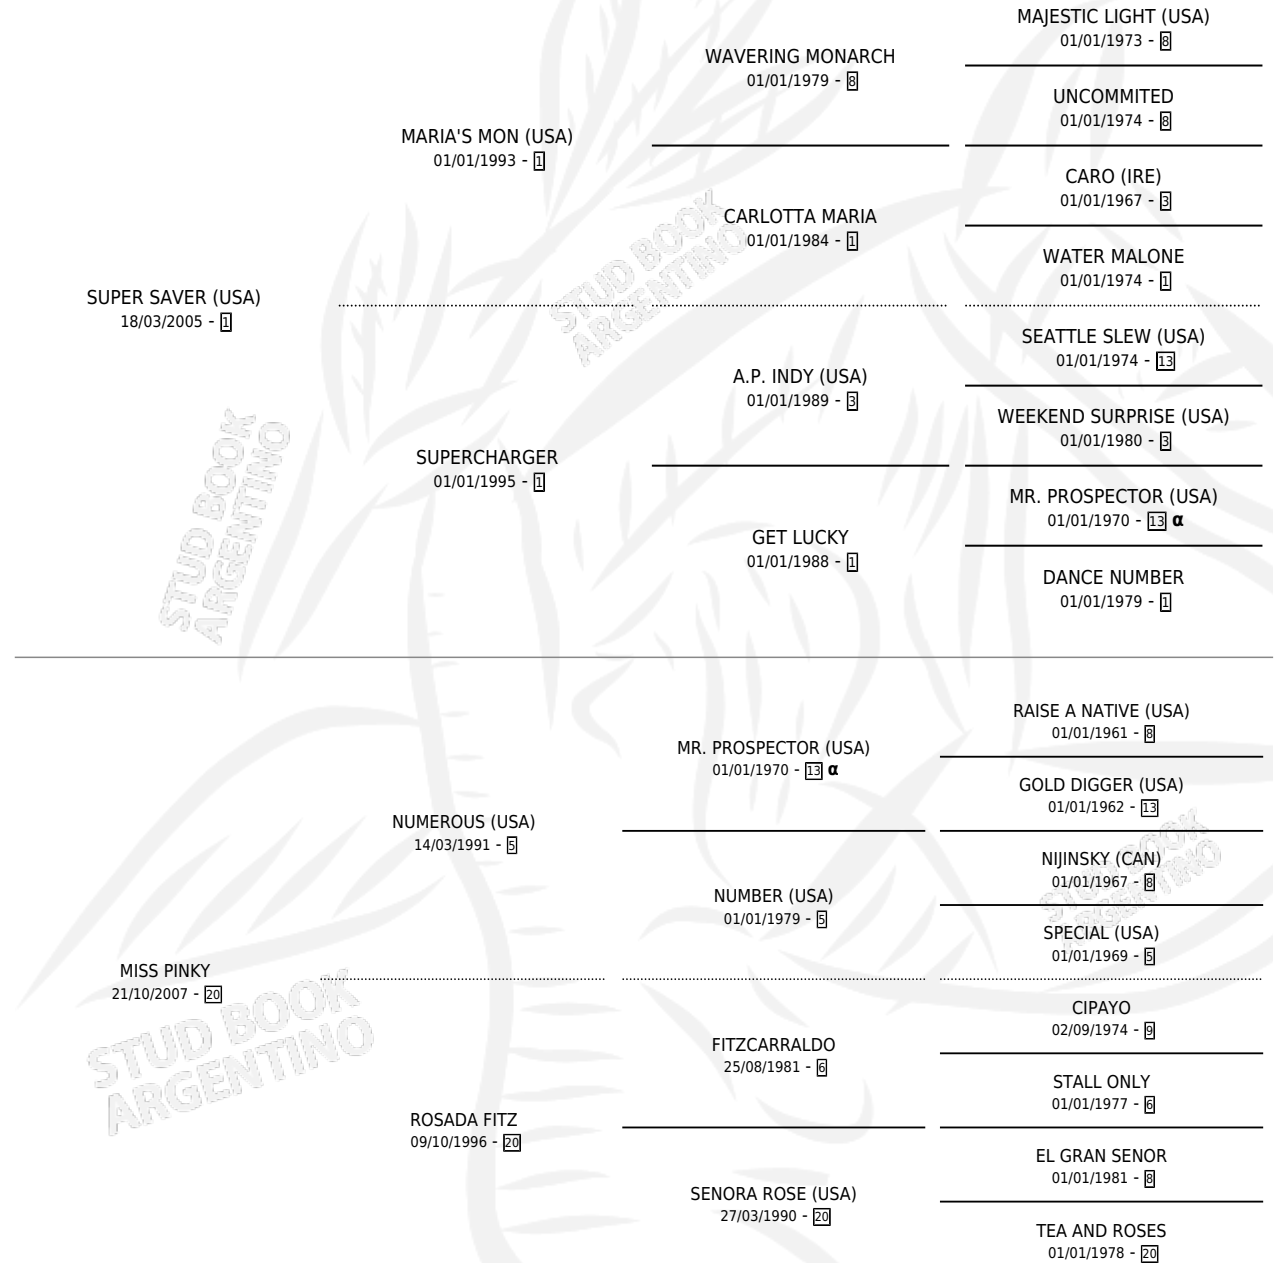 MAJESTIC LIGHT (USA)
01/01/1973 - 8
WAVERING MONARCH
01/01/1979 - 8
UNCOMMITED
01/01/1974 - 8
MARIA'S MON (USA)
01/01/1993 - 1
CARO (IRE)
01/01/1967 - 3
CARLOTTA MARIA
01/01/1984 - 1
WATER MALONE
01/01/1974 - 1
SUPER SAVER (USA)
18/03/2005 - 1
SEATTLE SLEW (USA)
01/01/1974 - 13
A.P. INDY (USA)
01/01/1989 - 3
WEEKEND SURPRISE (USA)
01/01/1980 - 3
SUPERCHARGER
01/01/1995 - 1
MR. PROSPECTOR (USA)
01/01/1970 - 13 α
GET LUCKY
01/01/1988 - 1
DANCE NUMBER
01/01/1979 - 1
RAISE A NATIVE (USA)
01/01/1961 - 8
MR. PROSPECTOR (USA)
01/01/1970 - 13 α
GOLD DIGGER (USA)
01/01/1962 - 13
NUMEROUS (USA)
14/03/1991 - 5
NIJINSKY (CAN)
01/01/1967 - 8
NUMBER (USA)
01/01/1979 - 5
SPECIAL (USA)
01/01/1969 - 5
MISS PINKY
21/10/2007 - 20
CIPAYO
02/09/1974 - 9
FITZCARRALDO
25/08/1981 - 6
STALL ONLY
01/01/1977 - 6
ROSADA FITZ
09/10/1996 - 20
EL GRAN SENOR
01/01/1981 - 8
SENORA ROSE (USA)
27/03/1990 - 20
TEA AND ROSES
01/01/1978 - 20
STUD BOOK
ARGENTINO
STUD BOOK
ARGENTINO
STUD BOOK
ARGENTINO
STUD BOOK
ARGENTINO